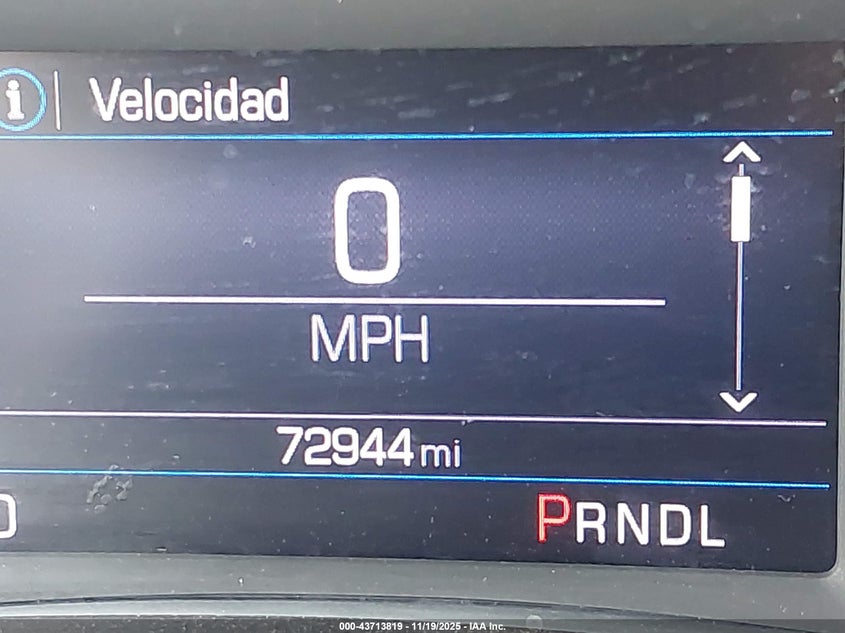 i Velocidad
0
MPH
72944 mi
PRNDL
000-43713819 - 11/19/2025 - IAA Inc.